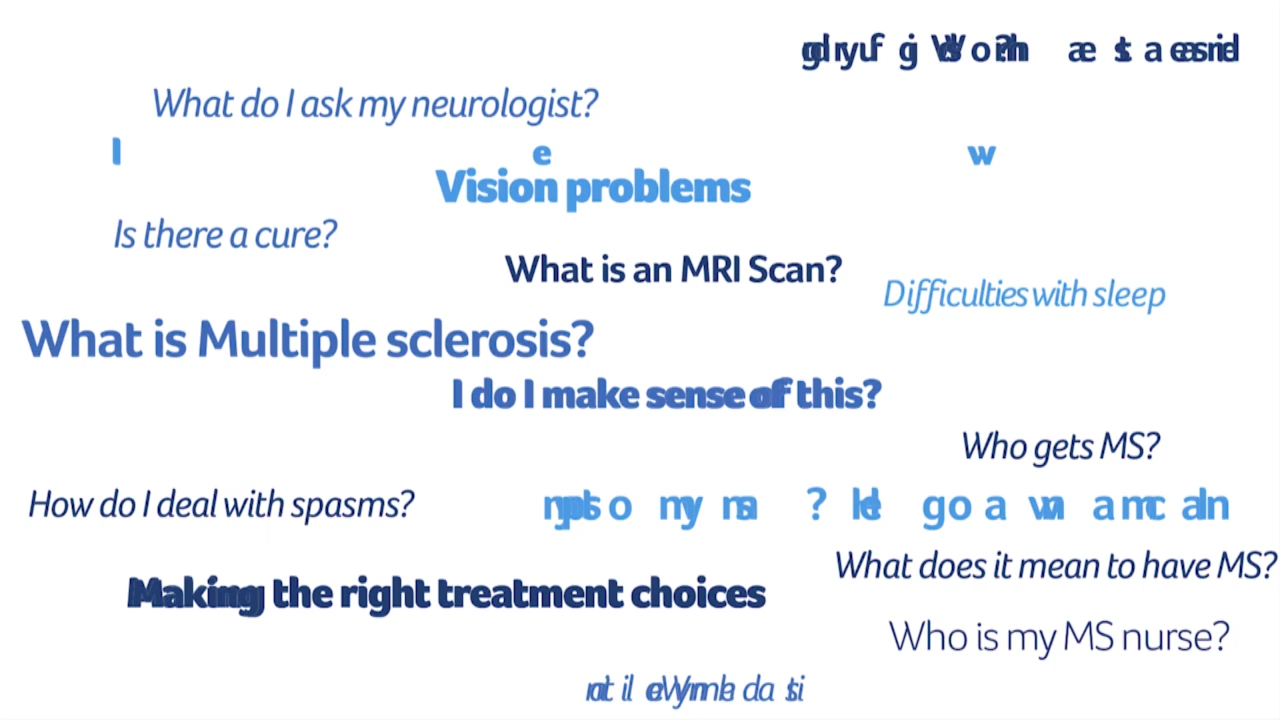 What do I ask my neurologist?
Vision problems
Is there a cure?
What is an MRI Scan?
Difficulties with sleep
What is Multiple sclerosis?
I do I make sense of this?
Who gets MS?
How do I deal with spasms?
What does it mean to have MS?
Making the right treatment choices
Who is my MS nurse?